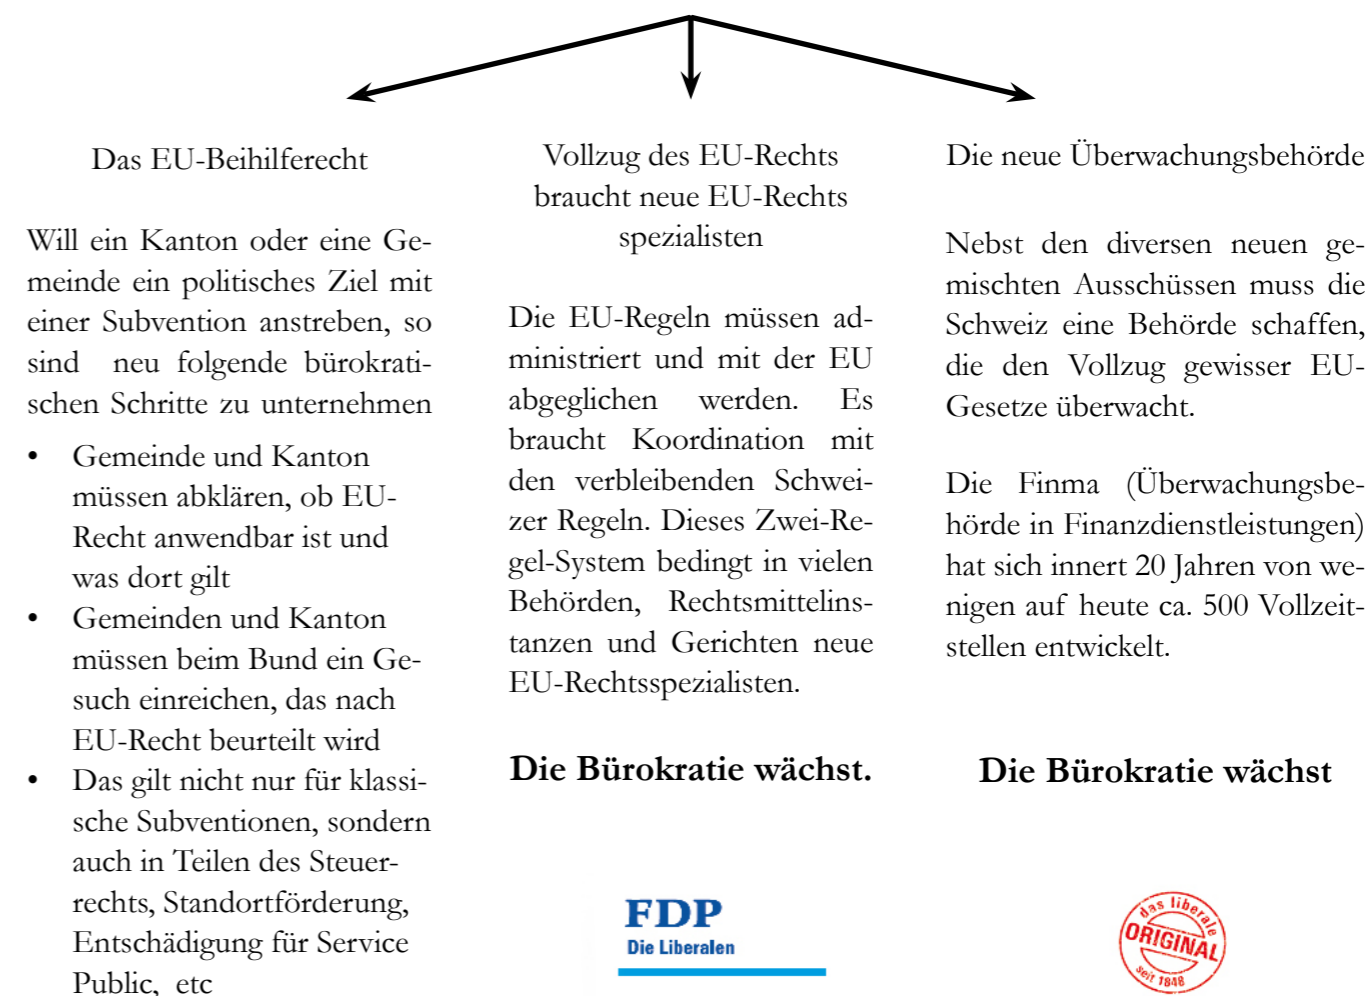 Das EU-Beihilferecht
Will ein Kanton oder eine Ge-
meinde ein politisches Ziel mit
einer Subvention anstreben, so
sind neu folgende bürokrati-
schen Schritte zu unternehmen
• Gemeinde und Kanton
müssen abklären, ob EU-
Recht anwendbar ist und
was dort gilt
• Gemeinden und Kanton
müssen beim Bund ein Ge-
such einreichen, das nach
EU-Recht beurteilt wird
• Das gilt nicht nur für klassi-
sche Subventionen, sondern
auch in Teilen des Steuer-
rechts, Standortförderung,
Entschädigung für Service
Public, etc
Vollzug des EU-Rechts
braucht neue EU-Rechts
spezialisten
Die EU-Regeln müssen ad-
ministriert und mit der EU
abgeglichen werden. Es
braucht Koordination mit
den verbleibenden Schwei-
zer Regeln. Dieses Zwei-Re-
gel-System bedingt in vielen
Behörden, Rechtsmittelins-
tanzen und Gerichten neue
EU-Rechtsspezialisten.
Die Bürokratie wächst.
FDP
Die Liberalen
Die neue Überwachungsbehörde
Nebst den diversen neuen ge-
mischten Ausschüssen muss die
Schweiz eine Behörde schaffen,
die den Vollzug gewisser EU-
Gesetze überwacht.
Die Finma (Überwachungsbe-
hörde in Finanzdienstleistungen)
hat sich innert 20 Jahren von we-
nigen auf heute ca. 500 Vollzeit-
stellen entwickelt.
Die Bürokratie wächst
das liberale
ORIGINAL
seit 1848